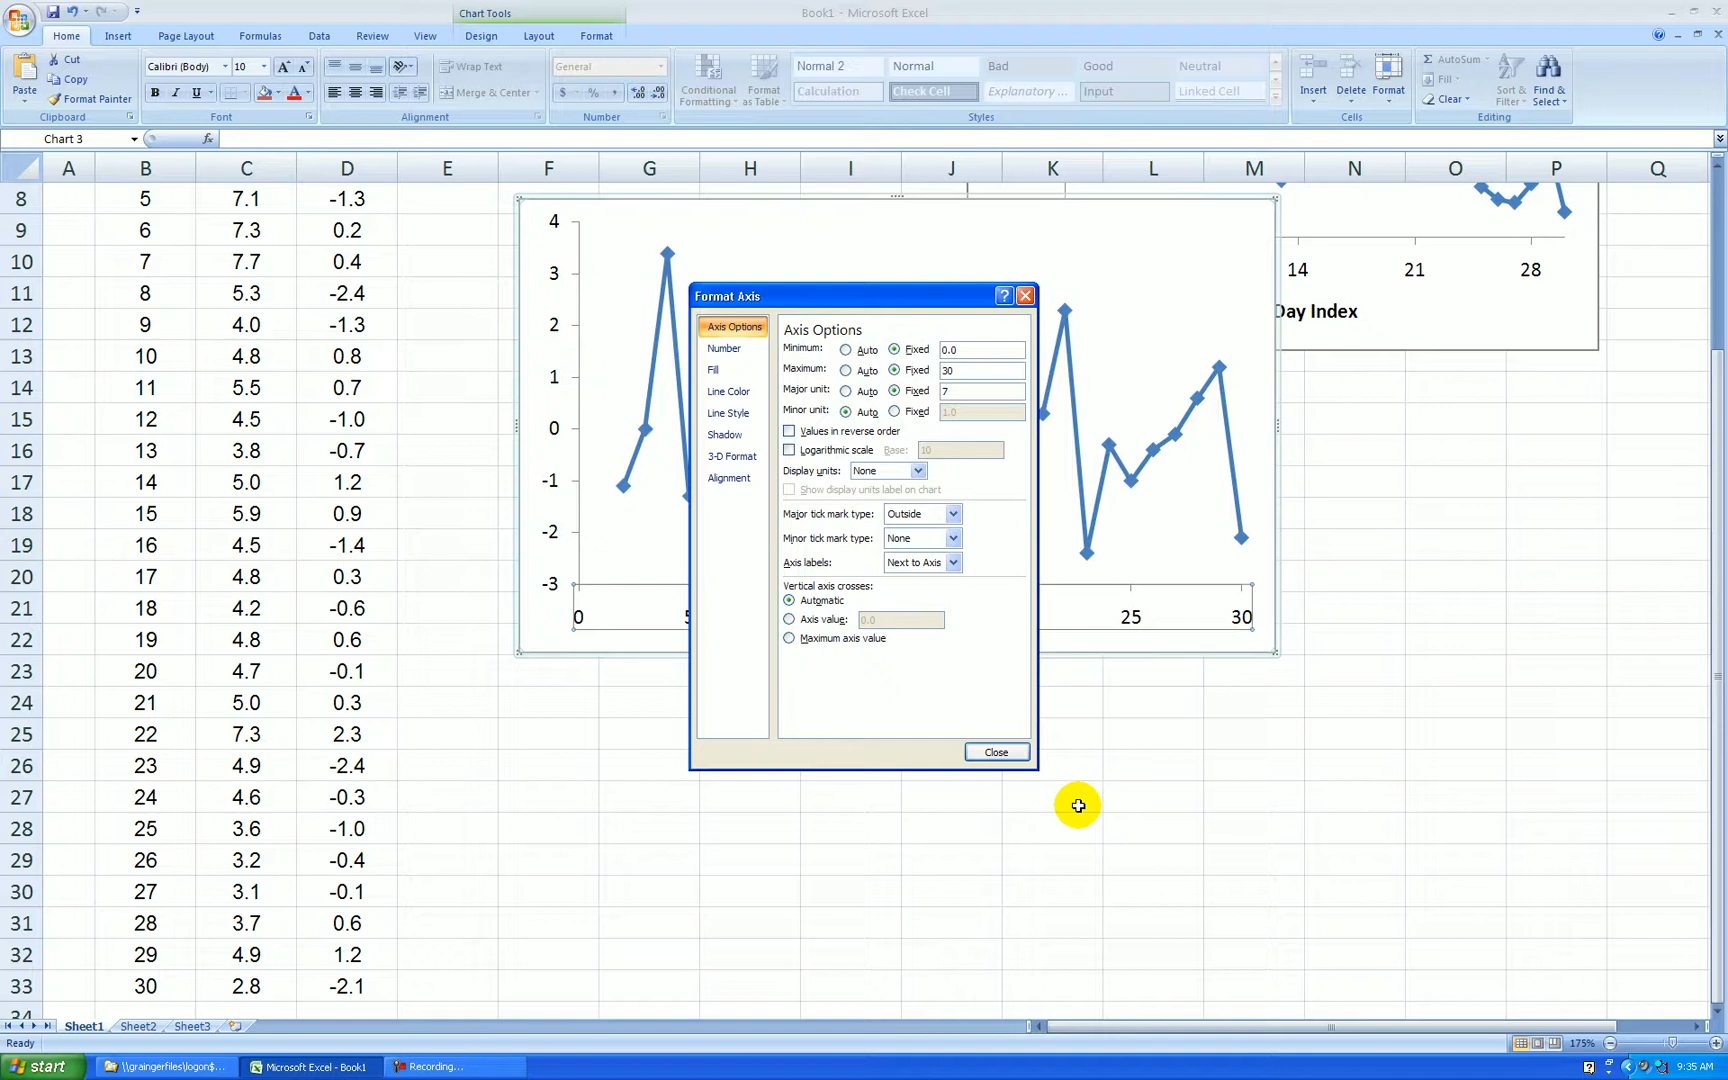 Chart Tools
Book1 - Microsoft Excel
Home Insert Page Layout Formulas Data Review View Design Layout Format
Paste
Cut
Copy
Format Painter
Clipboard
Calibri (Body) 10
B I U
A A
Font
Wrap Text
Merge & Center
Alignment
General
$ % ,
Number
Conditional Formatting
Format as Table
Normal 2 Normal Bad Good Neutral
Calculation Check Cell Explanatory ... Input Linked Cell
Styles
Insert Delete Format
Cells
Σ AutoSum
Fill
Clear
Sort & Filter
Find & Select
Editing
Chart 3
fx
A B C D E F G H I J K L M N O P Q
8 5 7.1 -1.3
9 6 7.3 0.2
10 7 7.7 0.4
11 8 5.3 -2.4
12 9 4.0 -1.3
13 10 4.8 0.8
14 11 5.5 0.7
15 12 4.5 -1.0
16 13 3.8 -0.7
17 14 5.0 1.2
18 15 5.9 0.9
19 16 4.5 -1.4
20 17 4.8 0.3
21 18 4.2 -0.6
22 19 4.8 0.6
23 20 4.7 -0.1
24 21 5.0 0.3
25 22 7.3 2.3
26 23 4.9 -2.4
27 24 4.6 -0.3
28 25 3.6 -1.0
29 26 3.2 -0.4
30 27 3.1 -0.1
31 28 3.7 0.6
32 29 4.9 1.2
33 30 2.8 -2.1
34
4
3
2
1
0
-1
-2
-3
0 5 25 30
14 21 28
Day Index
Format Axis
Axis Options
Number
Fill
Line Color
Line Style
Shadow
3-D Format
Alignment
Axis Options
Minimum: Auto Fixed 0.0
Maximum: Auto Fixed 30
Major unit: Auto Fixed 7
Minor unit: Auto Fixed 1.0
Values in reverse order
Logarithmic scale Base: 10
Display units: None
Show display units label on chart
Major tick mark type: Outside
Minor tick mark type: None
Axis labels: Next to Axis
Vertical axis crosses:
Automatic
Axis value: 0.0
Maximum axis value
Close
Sheet1 Sheet2 Sheet3
Ready
175%
start
\\graingerfiles\logon$...
Microsoft Excel - Book1
Recording...
9:35 AM